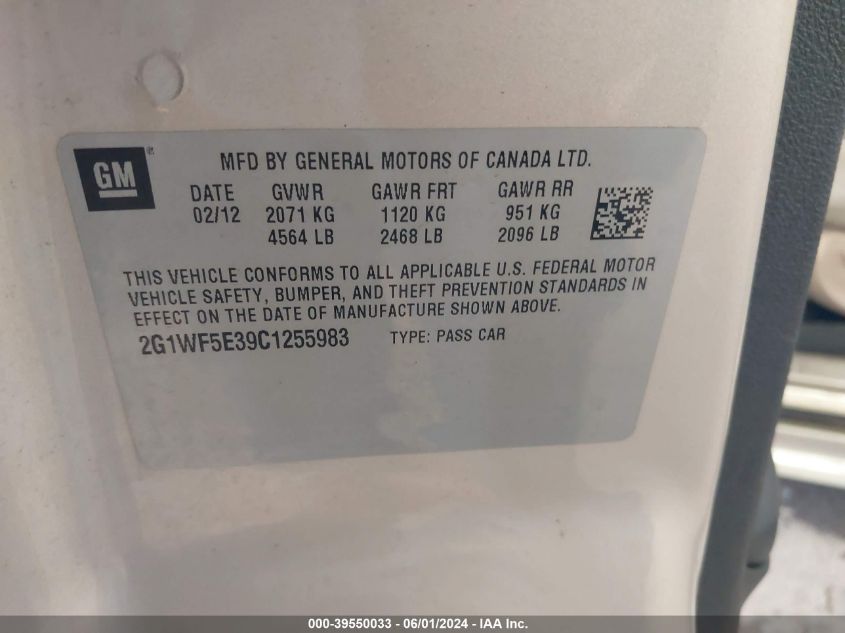 GM
MFD BY GENERAL MOTORS OF CANADA LTD.
DATE GVWR GAWR FRT GAWR RR
02/12 2071 KG 1120 KG 951 KG
4564 LB 2468 LB 2096 LB
THIS VEHICLE CONFORMS TO ALL APPLICABLE U.S. FEDERAL MOTOR
VEHICLE SAFETY, BUMPER, AND THEFT PREVENTION STANDARDS IN
EFFECT ON THE DATE OF MANUFACTURE SHOWN ABOVE.
2G1WF5E39C1255983 TYPE: PASS CAR
000-39550033 - 06/01/2024 - IAA Inc.